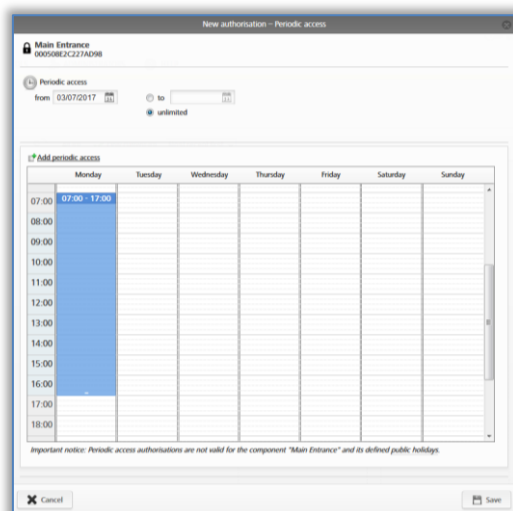 New authorisation – Periodic access
Main Entrance
000508E2C227AD98
Periodic access
from 03/07/2017 to
unlimited
Add periodic access
Monday Tuesday Wednesday Thursday Friday Saturday Sunday
07:00 07:00 - 17:00
08:00
09:00
10:00
11:00
12:00
13:00
14:00
15:00
16:00
17:00
18:00
Important notice: Periodic access authorisations are not valid for the component "Main Entrance" and its defined public holidays.
Cancel Save